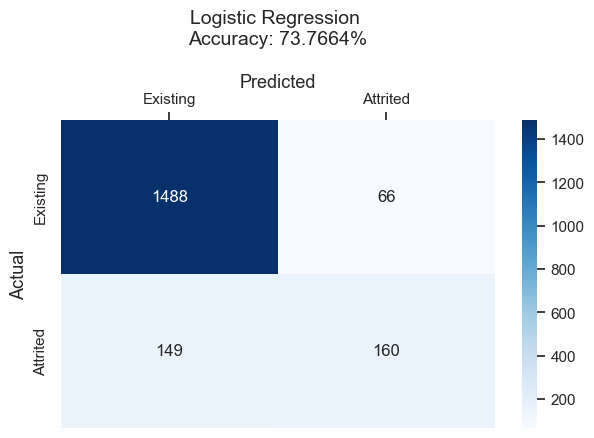 Logistic Regression
Accuracy: 73.7664%
Predicted
Existing Attrited
Actual
Existing
1488 66
Attrited
149 160
1400
1200
1000
800
600
400
200